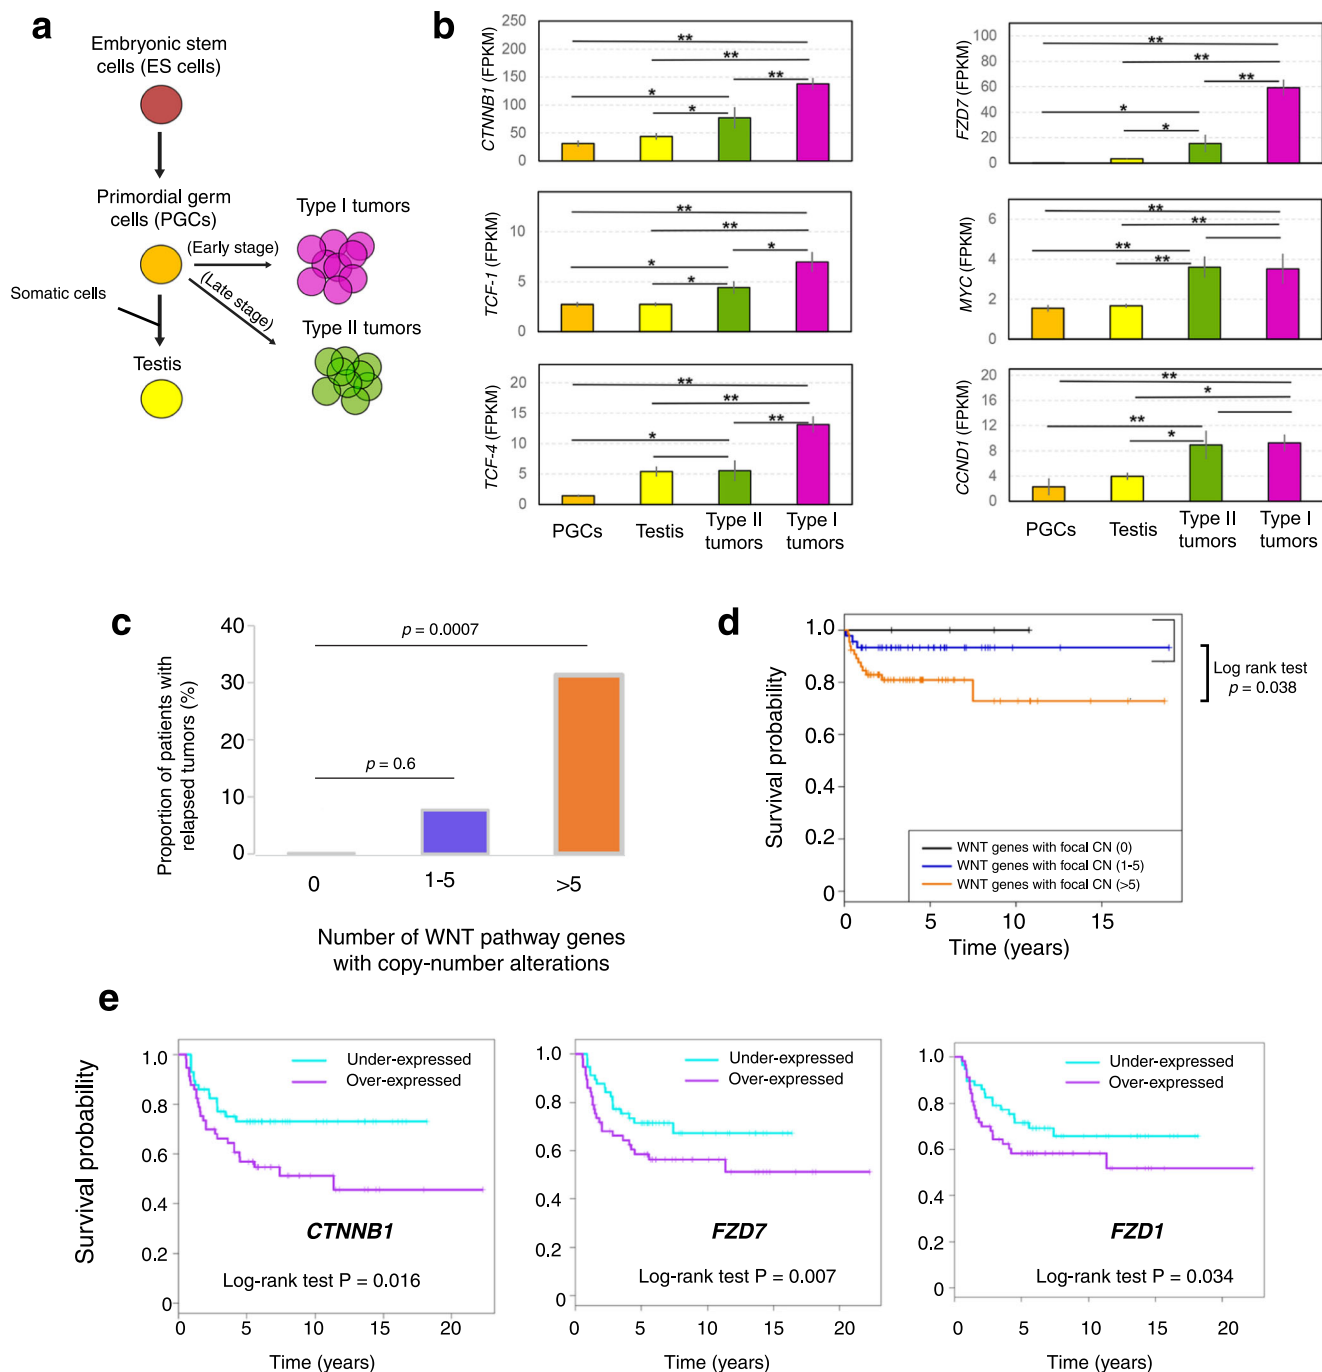 a
Embryonic stem
cells (ES cells)
Primordial germ
cells (PGCs)
Type I tumors
(Early stage)
(Late stage)
Somatic cells
Type II tumors
Testis
b
CTNNB1 (FPKM)
250
200
150
100
50
0
**
**
**
*
*
FZD7 (FPKM)
100
80
60
40
20
0
**
**
**
*
*
TCF-1 (FPKM)
10
5
0
**
**
*
*
*
MYC (FPKM)
6
4
2
0
**
**
**
**
TCF-4 (FPKM)
20
15
10
5
0
**
**
**
*
CCND1 (FPKM)
20
16
12
8
4
0
**
*
**
*
PGCs Testis Type II tumors Type I tumors
PGCs Testis Type II tumors Type I tumors
c
Proportion of patients with
relapsed tumors (%)
40
30
20
10
0
p = 0.0007
p = 0.6
0 1-5 >5
Number of WNT pathway genes
with copy-number alterations
d
Survival probability
1.0
0.8
0.6
0.4
0.2
0
Log rank test
p = 0.038
WNT genes with focal CN (0)
WNT genes with focal CN (1-5)
WNT genes with focal CN (>5)
0 5 10 15
Time (years)
e
Survival probability
1.0
0.8
0.6
0.4
0.2
0
Under-expressed
Over-expressed
CTNNB1
Log-rank test P = 0.016
0 5 10 15 20
Time (years)
1.0
0.8
0.6
0.4
0.2
0
Under-expressed
Over-expressed
FZD7
Log-rank test P = 0.007
0 5 10 15 20
Time (years)
1.0
0.8
0.6
0.4
0.2
0
Under-expressed
Over-expressed
FZD1
Log-rank test P = 0.034
0 5 10 15 20
Time (years)